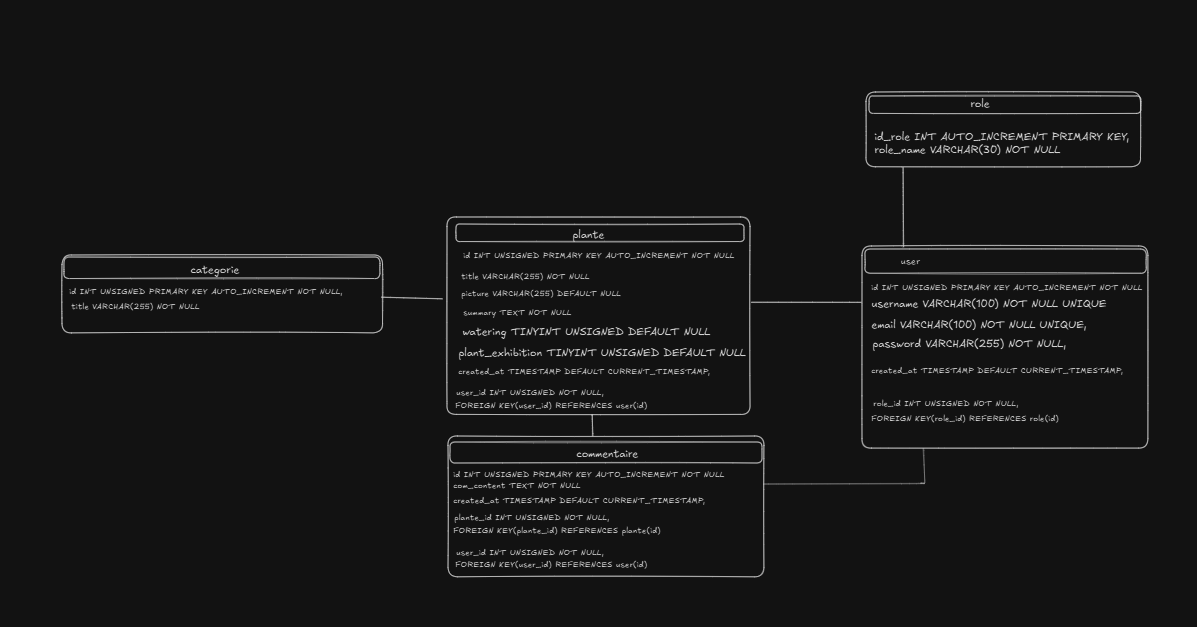 role
id_role INT AUTO_INCREMENT PRIMARY KEY,
role_name VARCHAR(30) NOT NULL
categorie
id INT UNSIGNED PRIMARY KEY AUTO_INCREMENT NOT NULL,
title VARCHAR(255) NOT NULL
plante
id INT UNSIGNED PRIMARY KEY AUTO_INCREMENT NOT NULL
title VARCHAR(255) NOT NULL
picture VARCHAR(255) DEFAULT NULL
summary TEXT NOT NULL
watering TINYINT UNSIGNED DEFAULT NULL
plant_exhibition TINYINT UNSIGNED DEFAULT NULL
created_at TIMESTAMP DEFAULT CURRENT_TIMESTAMP,
user_id INT UNSIGNED NOT NULL,
FOREIGN KEY(user_id) REFERENCES user(id)
user
id INT UNSIGNED PRIMARY KEY AUTO_INCREMENT NOT NULL
username VARCHAR(100) NOT NULL UNIQUE
email VARCHAR(100) NOT NULL UNIQUE,
password VARCHAR(255) NOT NULL,
created_at TIMESTAMP DEFAULT CURRENT_TIMESTAMP,
role_id INT UNSIGNED NOT NULL,
FOREIGN KEY(role_id) REFERENCES role(id)
commentaire
id INT UNSIGNED PRIMARY KEY AUTO_INCREMENT NOT NULL
com_content TEXT NOT NULL
created_at TIMESTAMP DEFAULT CURRENT_TIMESTAMP,
plante_id INT UNSIGNED NOT NULL,
FOREIGN KEY(plante_id) REFERENCES plante(id)
user_id INT UNSIGNED NOT NULL,
FOREIGN KEY(user_id) REFERENCES user(id)